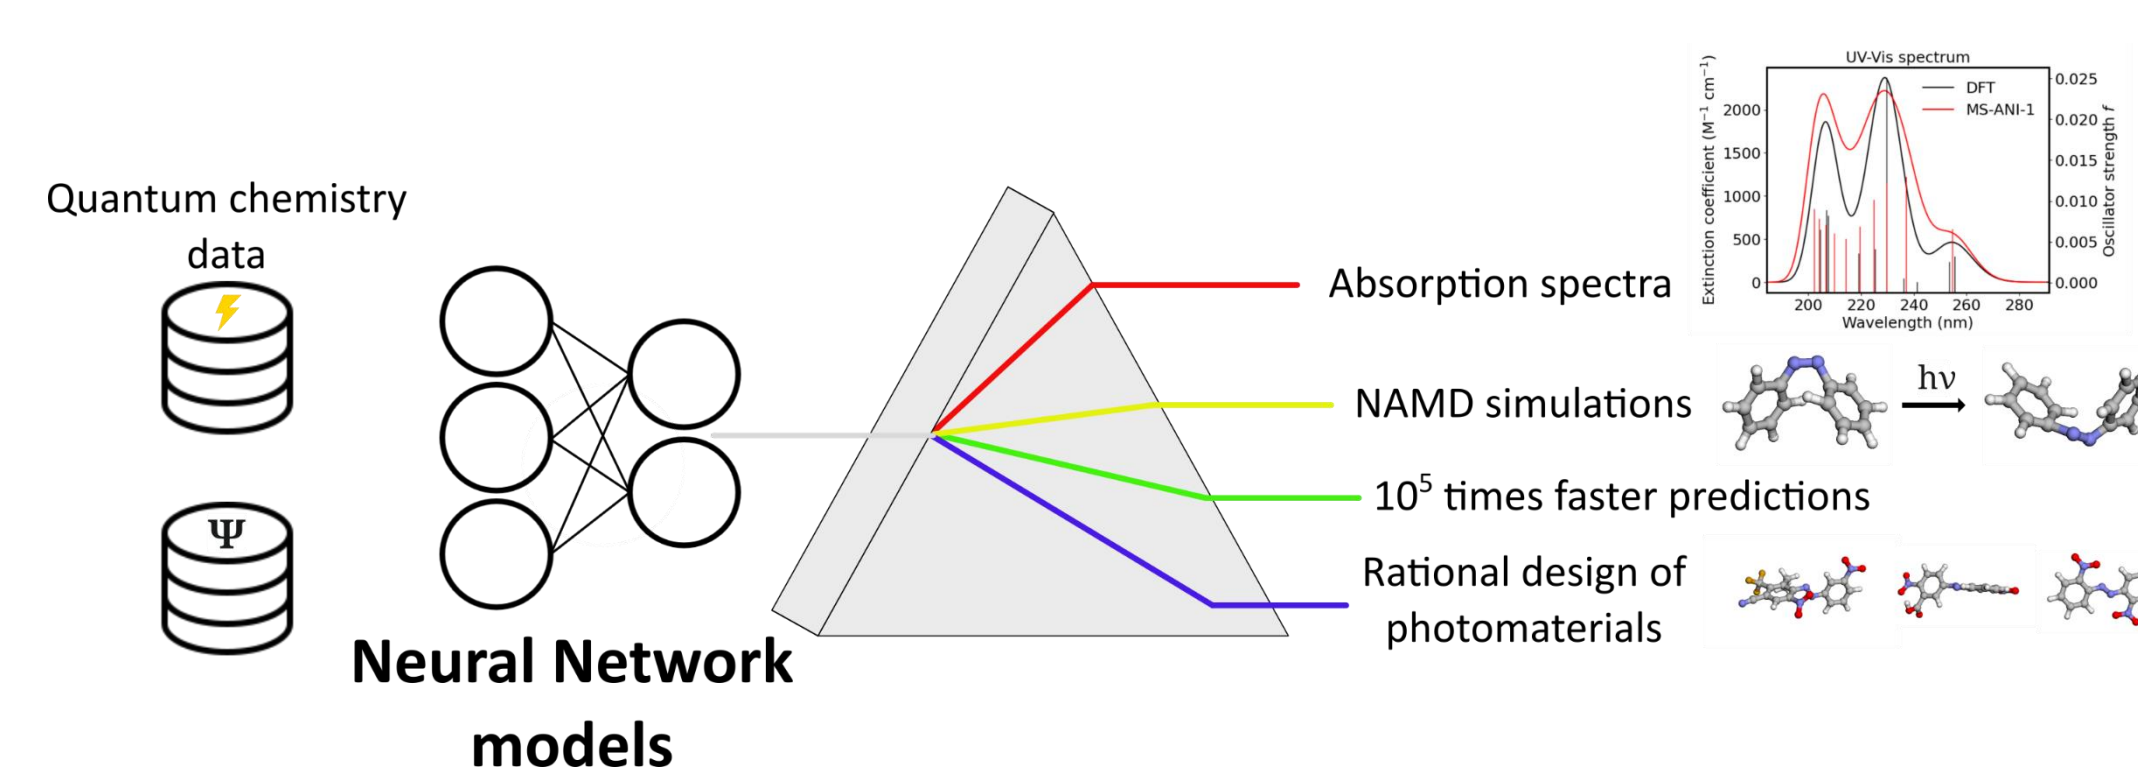 Quantum chemistry
data
Ψ
Neural Network
models
Absorption spectra
NAMD simulations
10⁵ times faster predictions
Rational design of
photomaterials
UV-Vis spectrum
DFT
MS-ANI-1
Extinction coefficient (M⁻¹ cm⁻¹)
2000
1500
1000
500
0
0.025
0.020
0.015
0.010
0.005
0.000
Oscillator strength f
200 220 240 260 280
Wavelength (nm)
hν